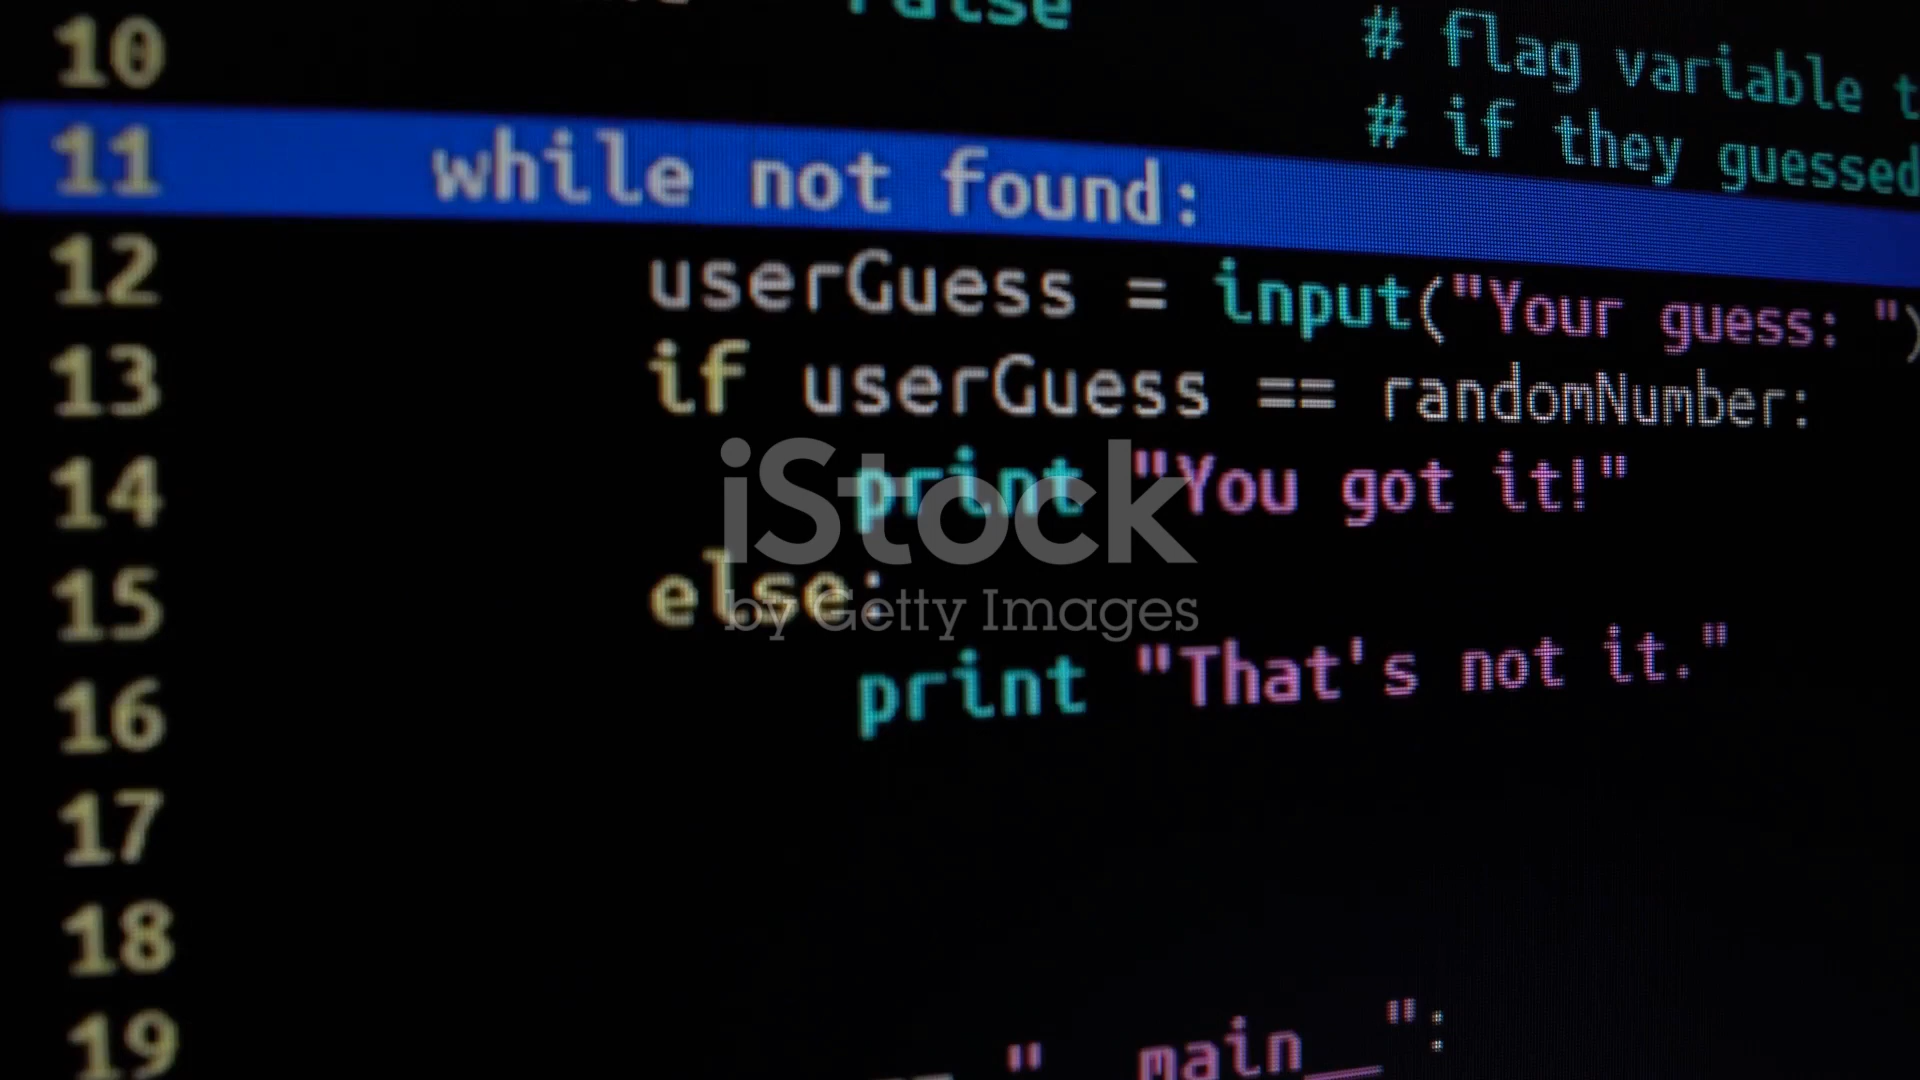 False
10 # flag variable
# if they guessed
11 while not found:
12 userGuess = input("Your guess: ")
13 if userGuess == randomNumber:
14 print "You got it!"
15 else:
16 print "That's not it."
17
18
19 "__main__":
iStock
by Getty Images